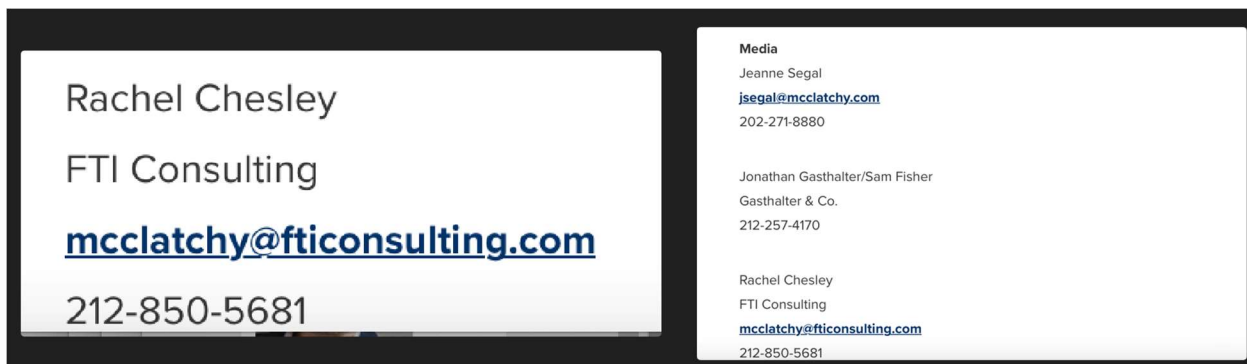 Rachel Chesley
FTI Consulting
mcclatchy@fticonsulting.com
212-850-5681
Media
Jeanne Segal
jsegal@mcclatchy.com
202-271-8880
Jonathan Gasthalter/Sam Fisher
Gasthalter & Co.
212-257-4170
Rachel Chesley
FTI Consulting
mcclatchy@fticonsulting.com
212-850-5681